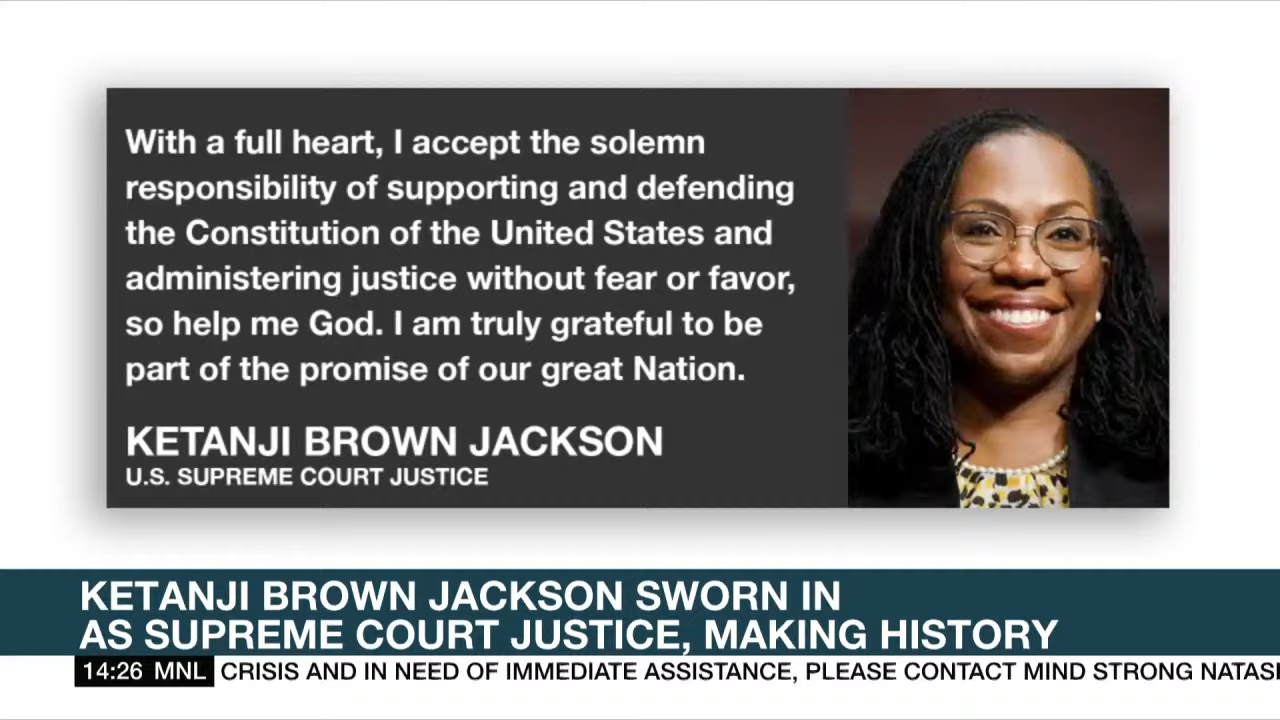 With a full heart, I accept the solemn
responsibility of supporting and defending
the Constitution of the United States and
administering justice without fear or favor,
so help me God. I am truly grateful to be
part of the promise of our great Nation.
KETANJI BROWN JACKSON
U.S. SUPREME COURT JUSTICE
KETANJI BROWN JACKSON SWORN IN
AS SUPREME COURT JUSTICE, MAKING HISTORY
14:26 MNL CRISIS AND IN NEED OF IMMEDIATE ASSISTANCE, PLEASE CONTACT MIND STRONG